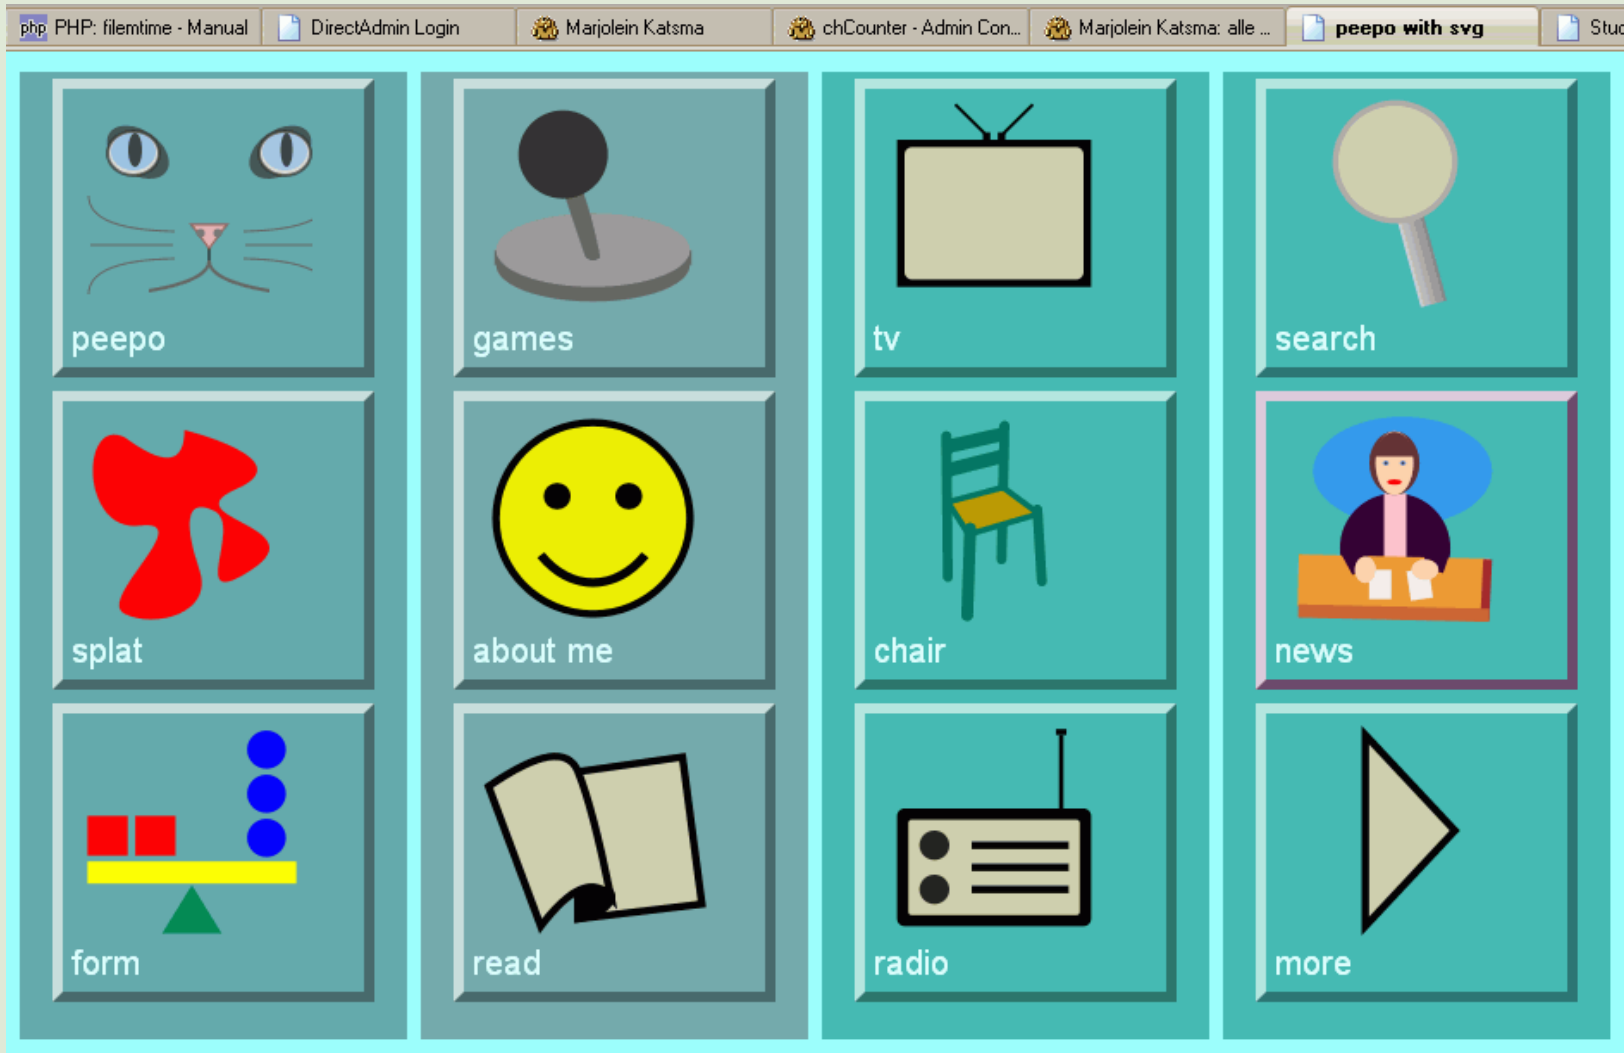 php PHP: filemtime - Manual
DirectAdmin Login
Marjolein Katsma
chCounter - Admin Con...
Marjolein Katsma: alle ...
peepo with svg
peepo
games
tv
search
splat
about me
chair
news
form
read
radio
more